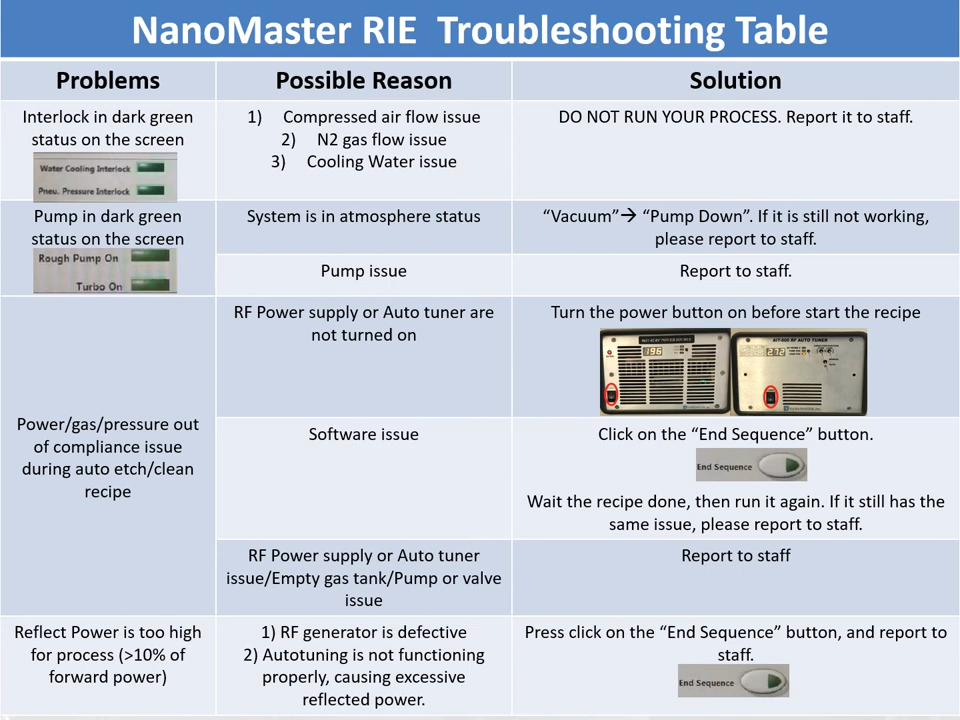 NanoMaster RIE  Troubleshooting Table
Problems
Possible Reason
Solution
Interlock in dark green
status on the screen
Water Cooling Interlock
Pneu. Pressure Interlock
1) Compressed air flow issue
2) N2 gas flow issue
3) Cooling Water issue
DO NOT RUN YOUR PROCESS. Report it to staff.
Pump in dark green
status on the screen
Rough Pump On
Turbo On
System is in atmosphere status
“Vacuum”→ “Pump Down”. If it is still not working,
please report to staff.
Pump issue
Report to staff.
Power/gas/pressure out
of compliance issue
during auto etch/clean
recipe
RF Power supply or Auto tuner are
not turned on
Turn the power button on before start the recipe
196
AIT-600 RF AUTO TUNER
272
Software issue
Click on the “End Sequence” button.
End Sequence
Wait the recipe done, then run it again. If it still has the
same issue, please report to staff.
RF Power supply or Auto tuner
issue/Empty gas tank/Pump or valve
issue
Report to staff
Reflect Power is too high
for process (>10% of
forward power)
1) RF generator is defective
2) Autotuning is not functioning
properly, causing excessive
reflected power.
Press click on the “End Sequence” button, and report to
staff.
End Sequence